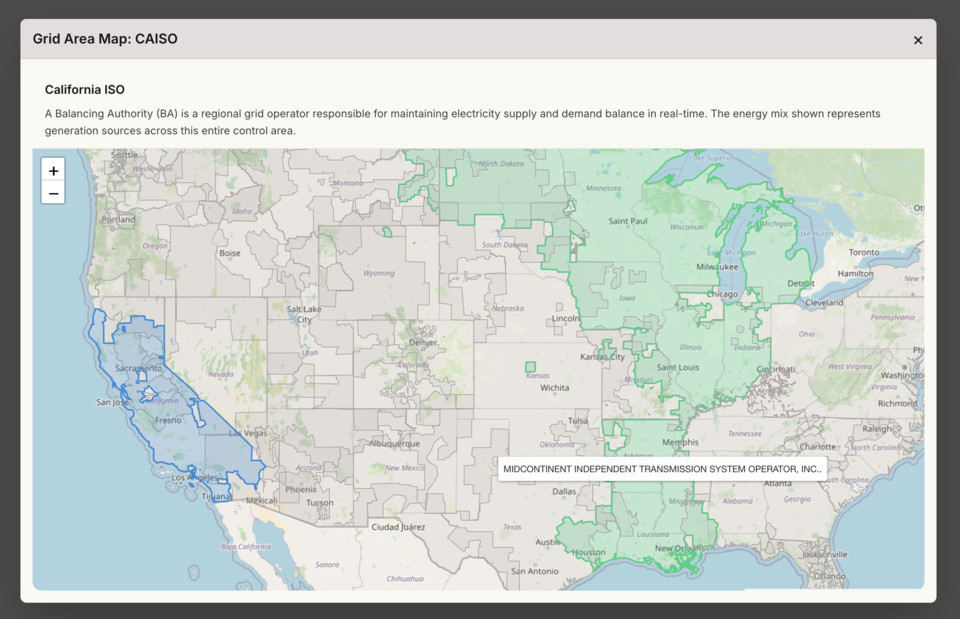 Grid Area Map: CAISO
×
California ISO
A Balancing Authority (BA) is a regional grid operator responsible for maintaining electricity supply and demand balance in real-time. The energy mix shown represents
generation sources across this entire control area.
+
−
Seattle
Washington
Montana
North Dakota
Lake Superior
Minnesota
Portland
Idaho
Saint Paul
Wisconsin
Michigan
Lake Huron
Oregon
Boise
South Dakota
Lake Michigan
Toronto
Wyoming
Milwaukee
Hamilton
Detroit
Chicago
Cleveland
Iowa
Salt Lake
City
Nebraska
Lincoln
Pennsylvania
Ohio
Denver
Utah
Illinois
Indiana
Kansas City
Sacramento
Nevada
Colorado
Kansas
Missouri
Saint Louis
Cincinnati
West Virginia
Washington
Wichita
Virginia
San Jose
California
Richmond
Fresno
Las Vegas
Tulsa
Raleigh
Albuquerque
Oklahoma
Memphis
Tennessee
Charlotte
North Carolina
Arizona
New Mexico
MIDCONTINENT INDEPENDENT TRANSMISSION SYSTEM OPERATOR, INC..
Los Angeles
Phoenix
Dallas
Atlanta
Tijuana
Mexicali
Tucson
Alabama
Georgia
Ciudad Juárez
Texas
Louisiana
Austin
Houston
New Orleans
Jacksonville
Baja California
Sonora
Chihuahua
San Antonio
Orlando